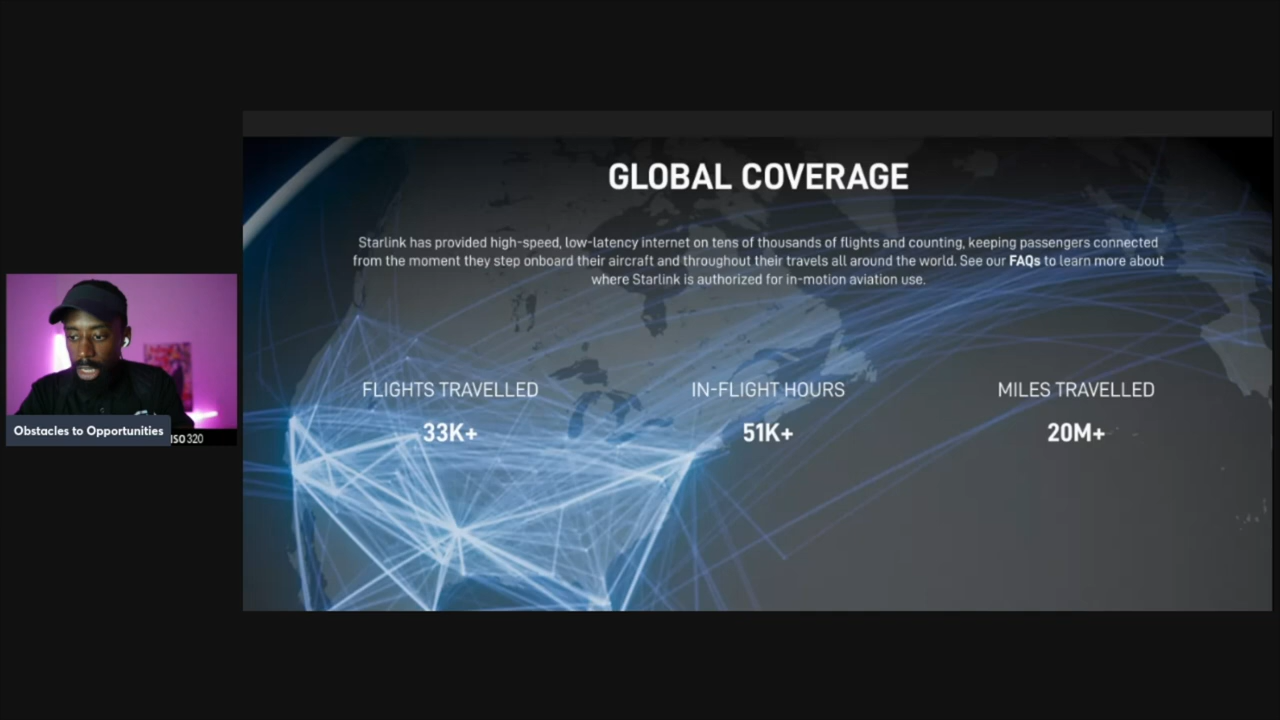 GLOBAL COVERAGE
Starlink has provided high-speed, low-latency internet on tens of thousands of flights and counting, keeping passengers connected
from the moment they step onboard their aircraft and throughout their travels all around the world. See our FAQs to learn more about
where Starlink is authorized for in-motion aviation use.
FLIGHTS TRAVELLED
IN-FLIGHT HOURS
MILES TRAVELLED
33K+
51K+
20M+
Obstacles to Opportunities
ISO 320